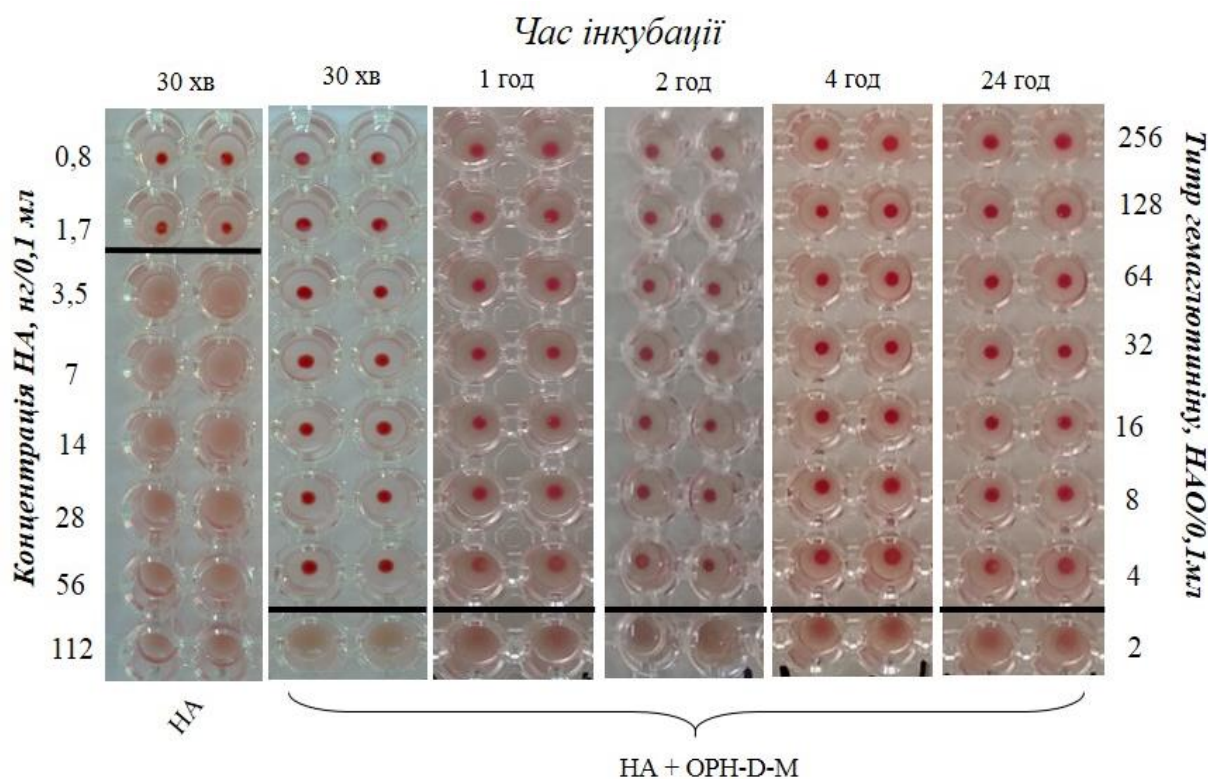 Час інкубації
30 хв 30 хв 1 год 2 год 4 год 24 год
Концентрація НА, нг/0,1 мл
0,8
1,7
3,5
7
14
28
56
112
256
128
64
32
16
8
4
2
Титр гемаглютиніну, НАО/0,1мл
НА
НА + ОРН-D-M